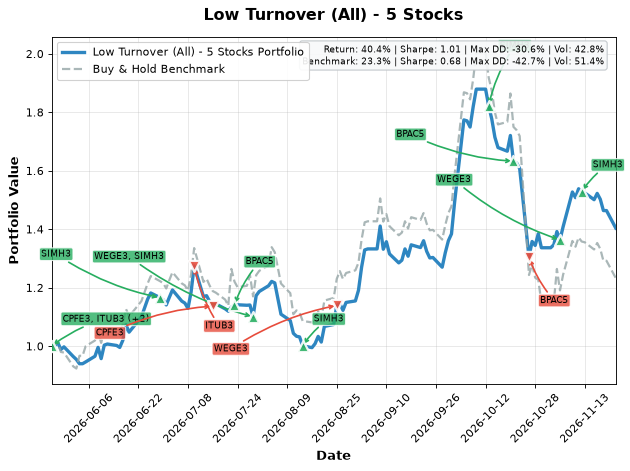 Low Turnover (All) - 5 Stocks
Low Turnover (All) - 5 Stocks Portfolio
Buy & Hold Benchmark
Return: 40.4% | Sharpe: 1.01 | Max DD: -30.6% | Vol: 42.8%
Benchmark: 23.3% | Sharpe: 0.68 | Max DD: -42.7% | Vol: 51.4%
Portfolio Value
2.0
1.8
1.6
1.4
1.2
1.0
BPAC5
SIMH3
WEGE3
SIMH3
WEGE3, SIMH3
BPAC5
BPAC5
CPFE3, ITUB3 (+2)
CPFE3
ITUB3
SIMH3
WEGE3
2026-06-06
2026-06-22
2026-07-08
2026-07-24
2026-08-09
2026-08-25
2026-09-10
2026-09-26
2026-10-12
2026-10-28
2026-11-13
Date